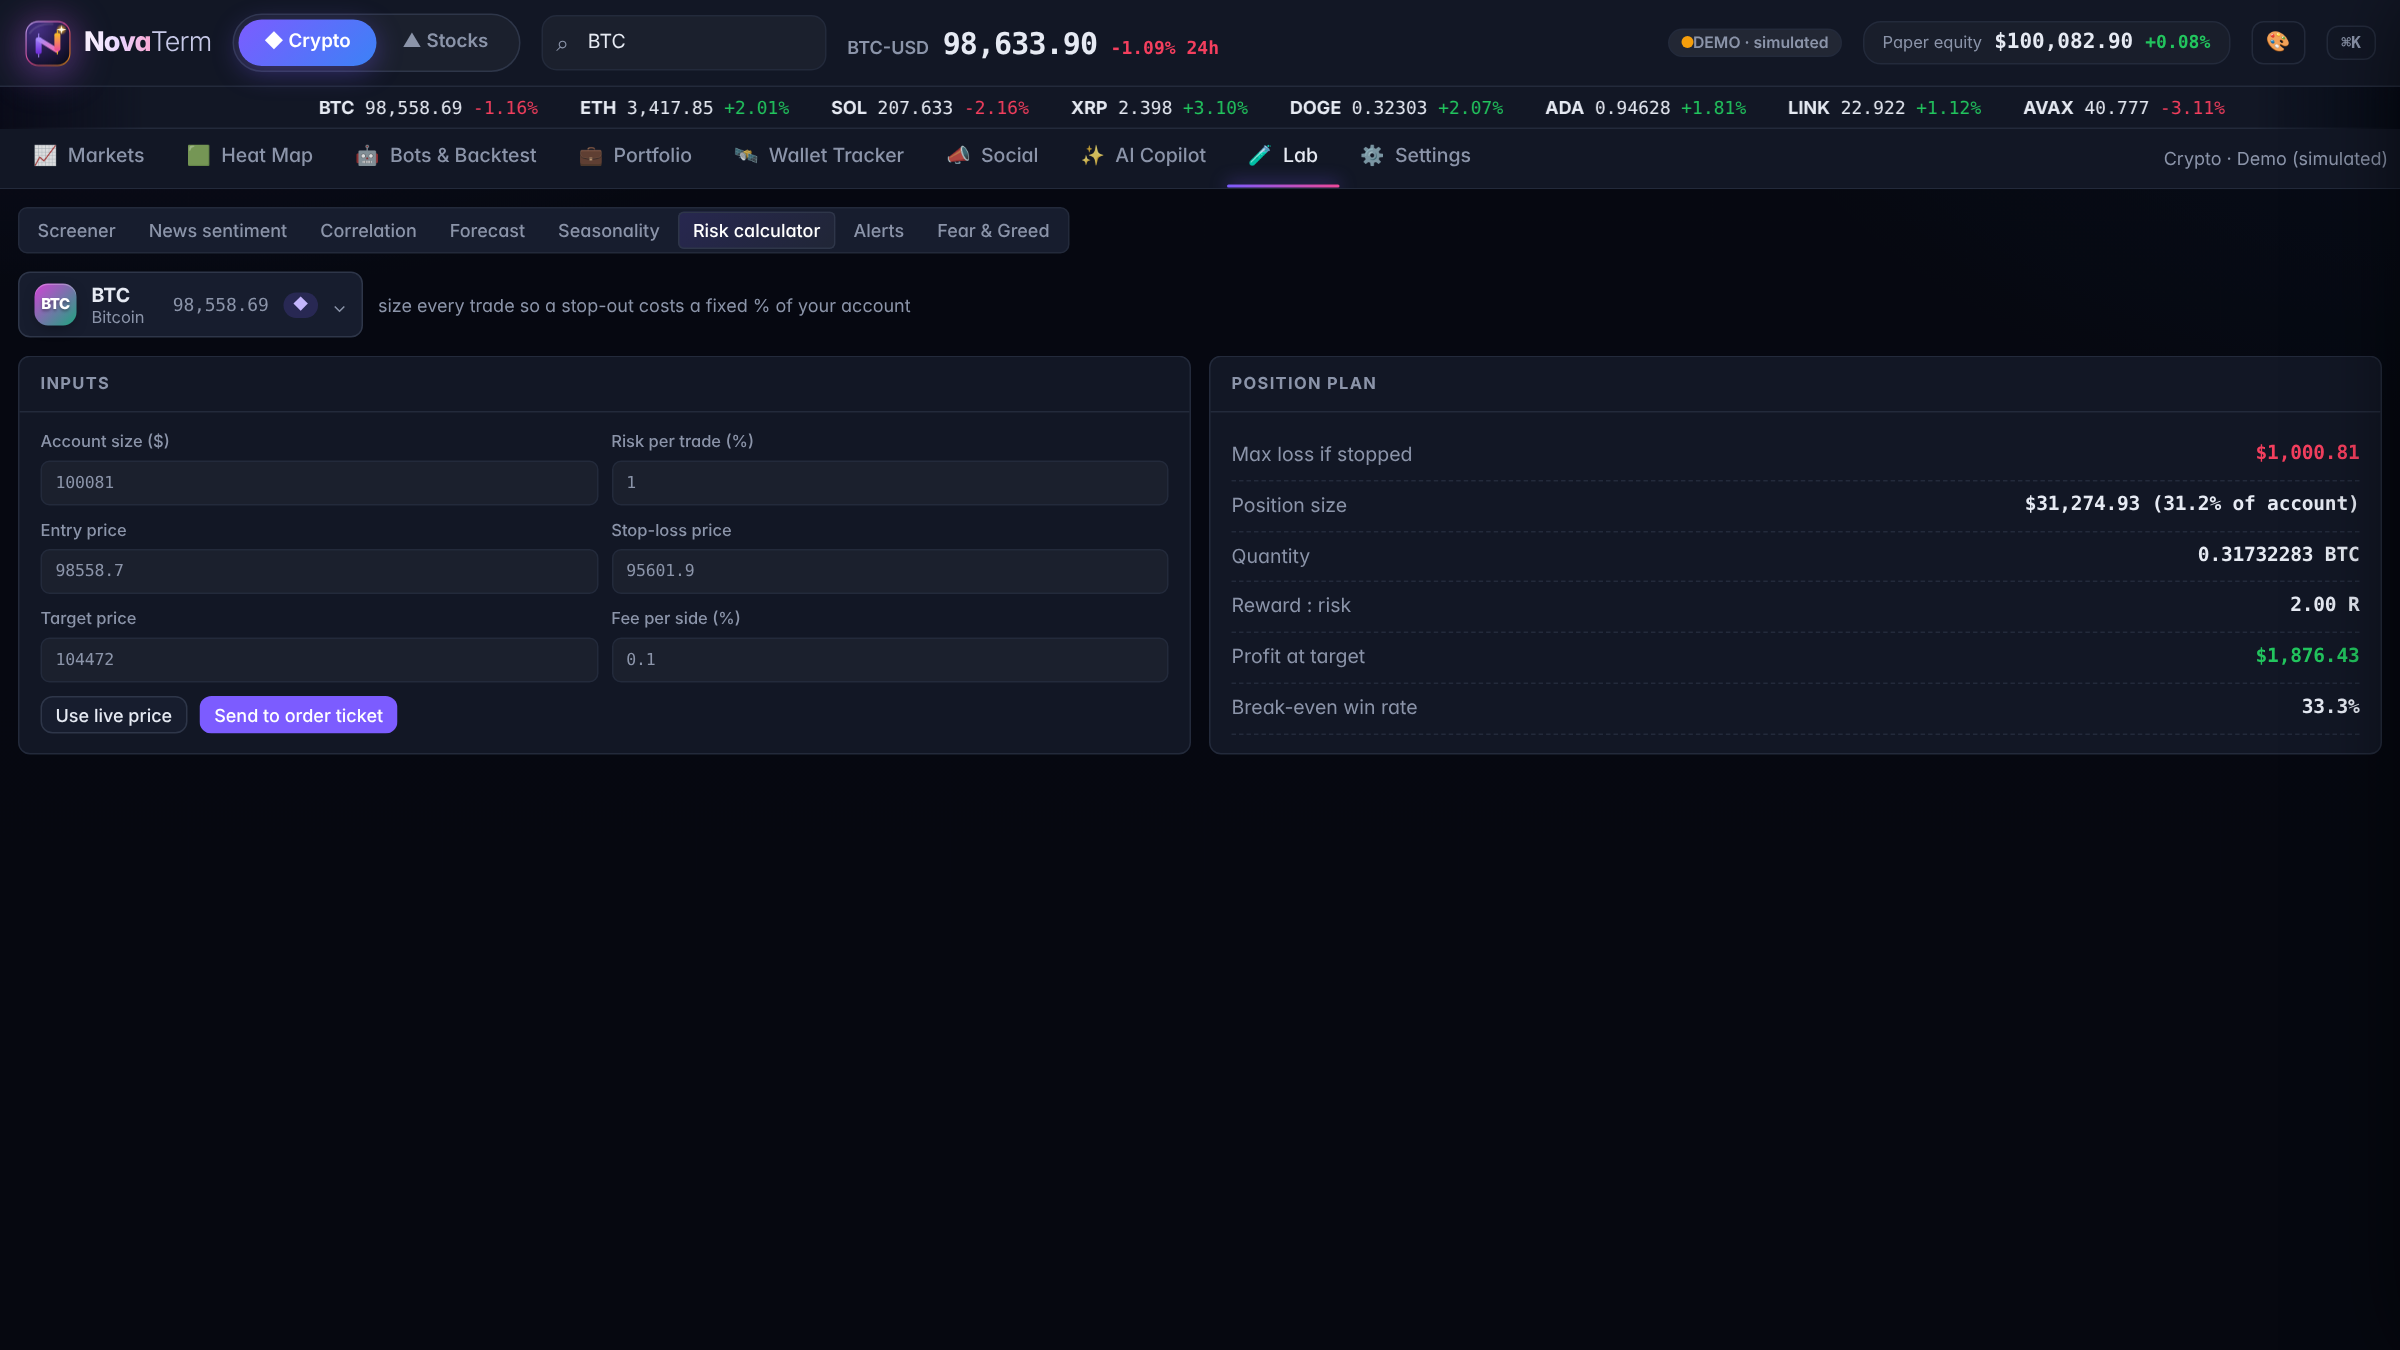 NovaTerm
◆ Crypto ▲ Stocks
BTC
BTC-USD 98,633.90 -1.09% 24h
DEMO · simulated
Paper equity $100,082.90 +0.08%
⌘K
BTC 98,558.69 -1.16% ETH 3,417.85 +2.01% SOL 207.633 -2.16% XRP 2.398 +3.10% DOGE 0.32303 +2.07% ADA 0.94628 +1.81% LINK 22.922 +1.12% AVAX 40.777 -3.11%
Markets Heat Map Bots & Backtest Portfolio Wallet Tracker Social AI Copilot Lab Settings
Crypto · Demo (simulated)
Screener News sentiment Correlation Forecast Seasonality Risk calculator Alerts Fear & Greed
BTC
BTC
Bitcoin
98,558.69
size every trade so a stop-out costs a fixed % of your account
INPUTS
Account size ($) Risk per trade (%)
100081 1
Entry price Stop-loss price
98558.7 95601.9
Target price Fee per side (%)
104472 0.1
Use live price Send to order ticket
POSITION PLAN
Max loss if stopped $1,000.81
Position size $31,274.93 (31.2% of account)
Quantity 0.31732283 BTC
Reward : risk 2.00 R
Profit at target $1,876.43
Break-even win rate 33.3%